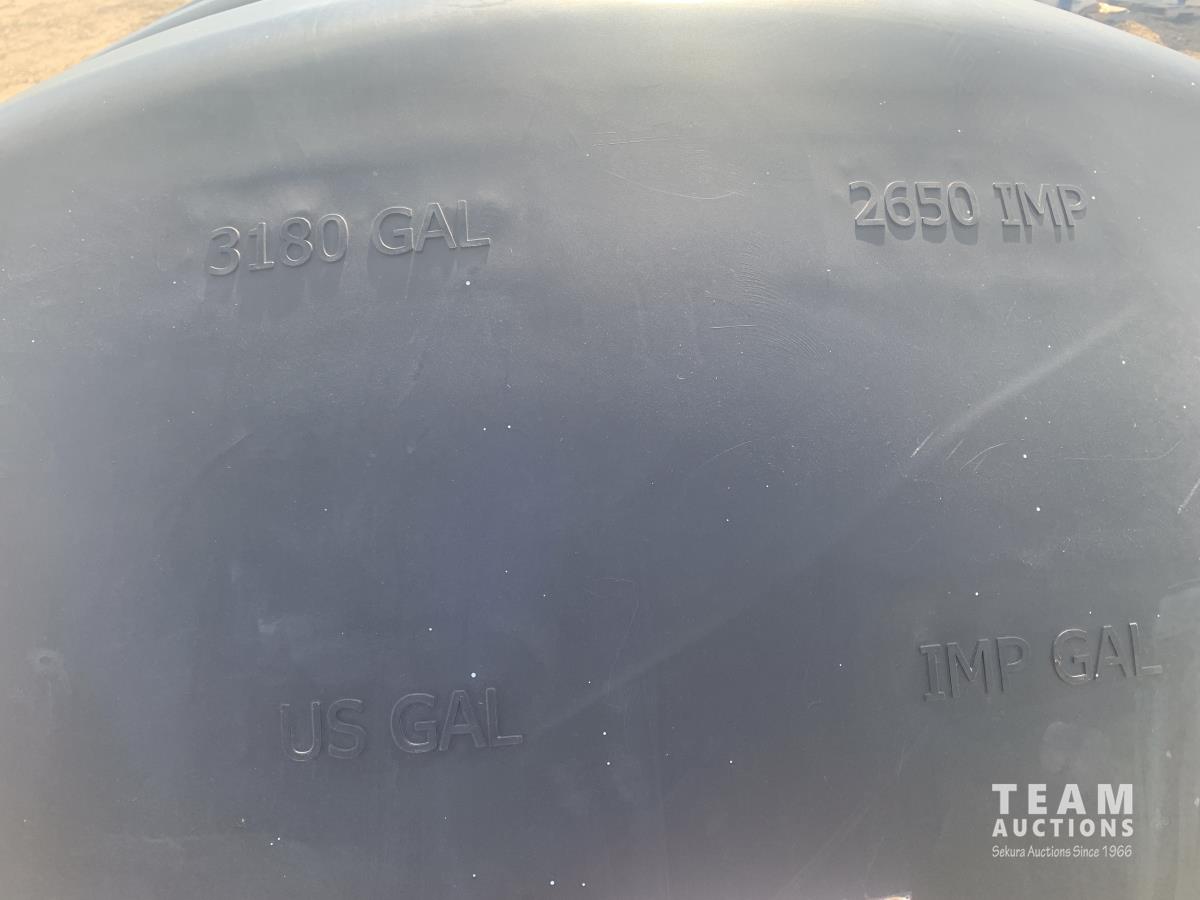 3180 GAL
2650 IMP
US GAL
IMP GAL
TEAM
AUCTIONS
Sekura Auctions Since 1966